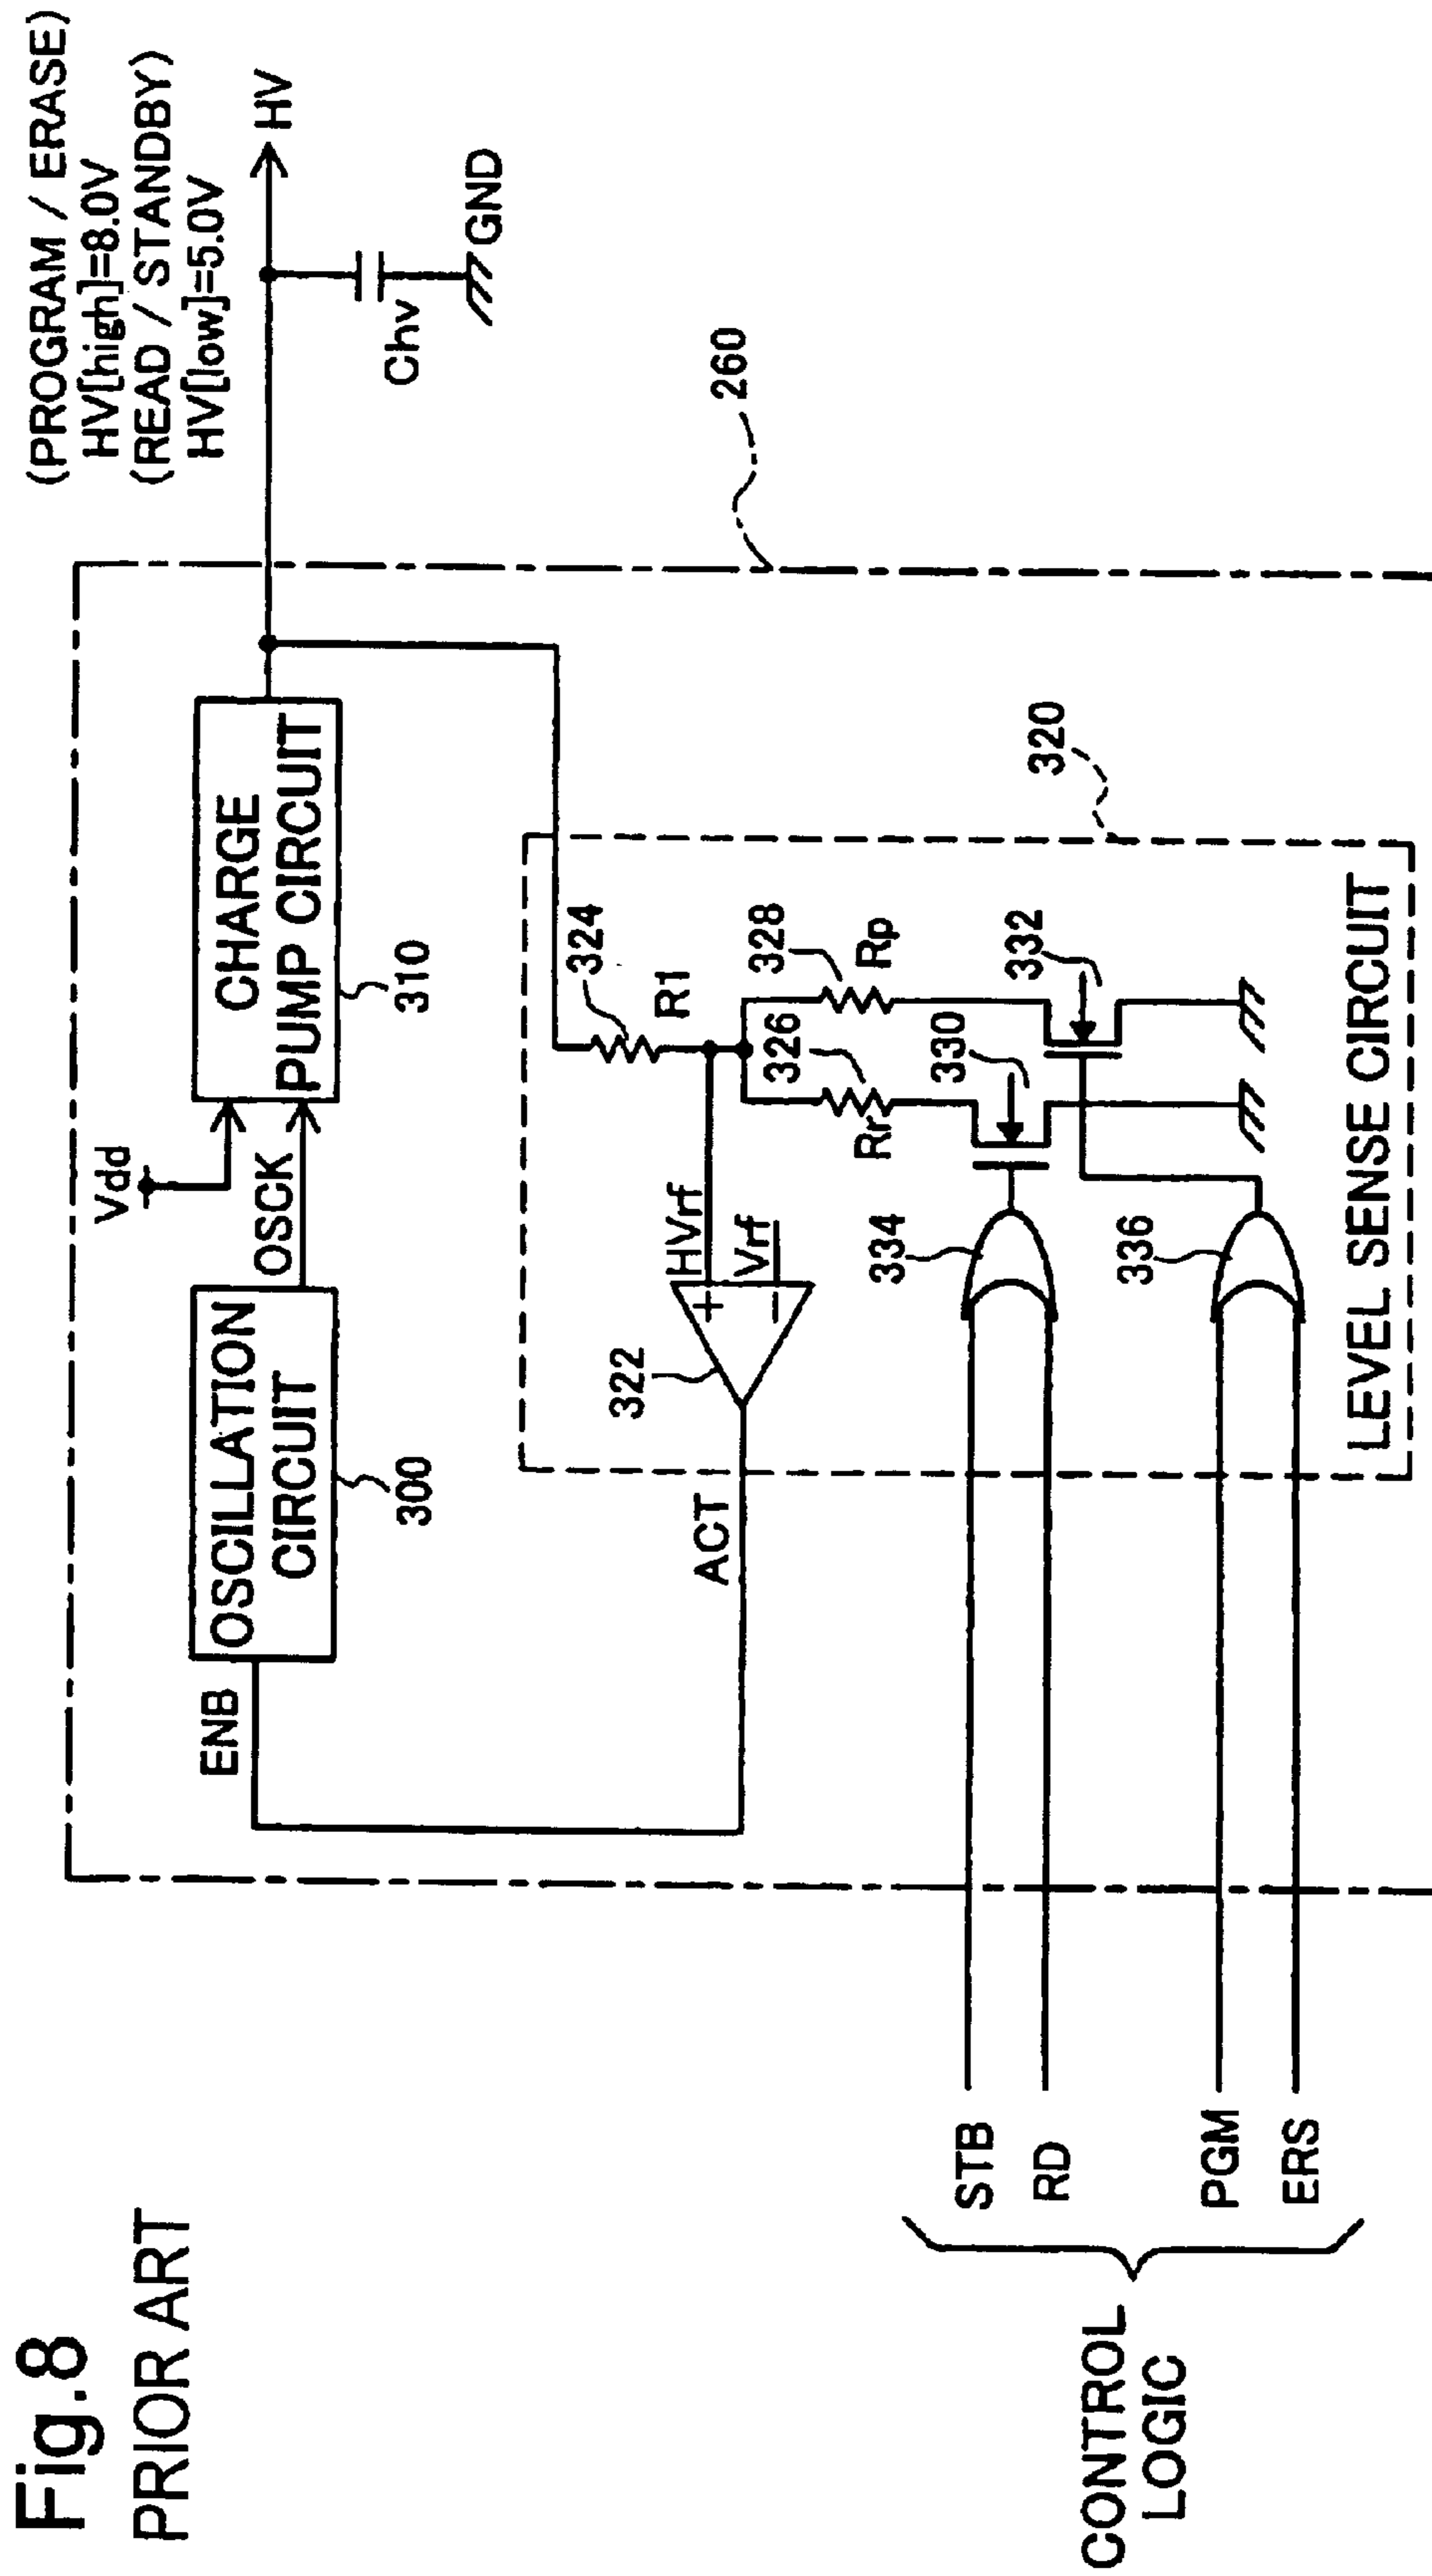 Fig.8
PRIOR ART
(PROGRAM / ERASE)
HV[high]=8.0V
(READ / STANDBY)
HV[low]=5.0V
HV
Chv
GND
260
Vdd
ENB
OSCILLATION
CIRCUIT
300
OSCK
CHARGE
PUMP CIRCUIT
310
320
324
R1
ACT
322
+
-
HVrf
Vrf
326
Rr
328
Rp
330
332
334
336
LEVEL SENSE CIRCUIT
STB
RD
PGM
ERS
CONTROL
LOGIC